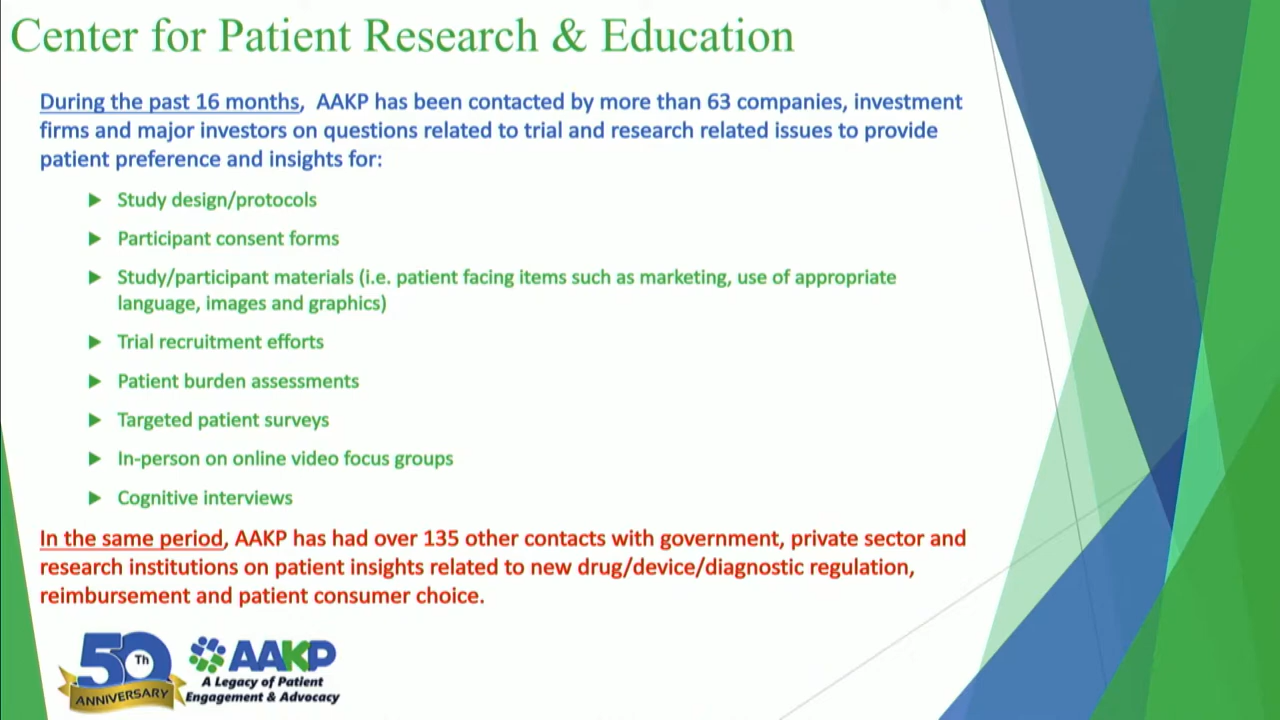 Center for Patient Research & Education
During the past 16 months, AAKP has been contacted by more than 63 companies, investment
firms and major investors on questions related to trial and research related issues to provide
patient preference and insights for:
Study design/protocols
Participant consent forms
Study/participant materials (i.e. patient facing items such as marketing, use of appropriate
language, images and graphics)
Trial recruitment efforts
Patient burden assessments
Targeted patient surveys
In-person on online video focus groups
Cognitive interviews
In the same period, AAKP has had over 135 other contacts with government, private sector and
research institutions on patient insights related to new drug/device/diagnostic regulation,
reimbursement and patient consumer choice.
50Th
ANNIVERSARY
AAKP
A Legacy of Patient
Engagement & Advocacy